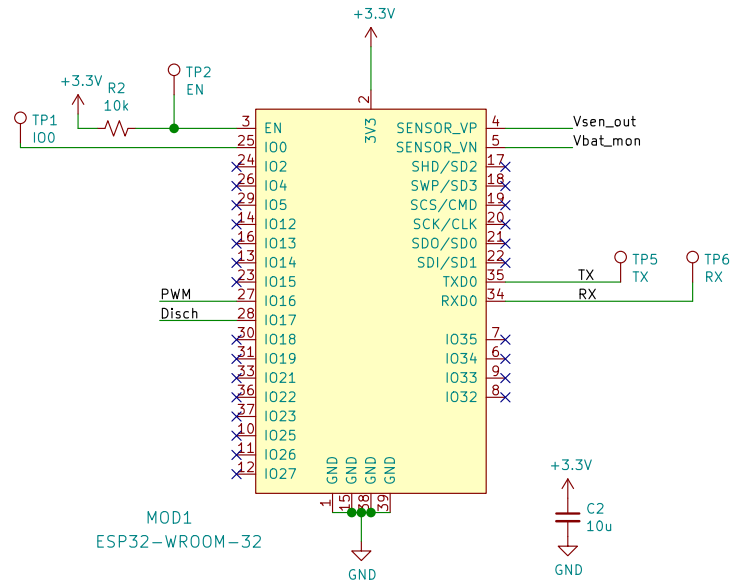 +3.3V
+3.3V
R2
10k
TP2
EN
TP1
IO0
2
3V3
3
EN
25
IO0
24
IO2
26
IO4
29
IO5
14
IO12
16
IO13
13
IO14
23
IO15
PWM
27
IO16
Disch
28
IO17
30
IO18
31
IO19
33
IO21
36
IO22
37
IO23
10
IO25
11
IO26
12
IO27
SENSOR_VP
4
Vsen_out
SENSOR_VN
5
Vbat_mon
SHD/SD2
17
SWP/SD3
18
SCS/CMD
19
SCK/CLK
20
SDO/SD0
21
SDI/SD1
22
TXD0
35
TX
TP5
TX
RXD0
34
RX
TP6
RX
IO35
7
IO34
6
IO33
9
IO32
8
GND
GND
GND
GND
1
15
38
39
GND
MOD1
ESP32-WROOM-32
+3.3V
C2
10u
GND